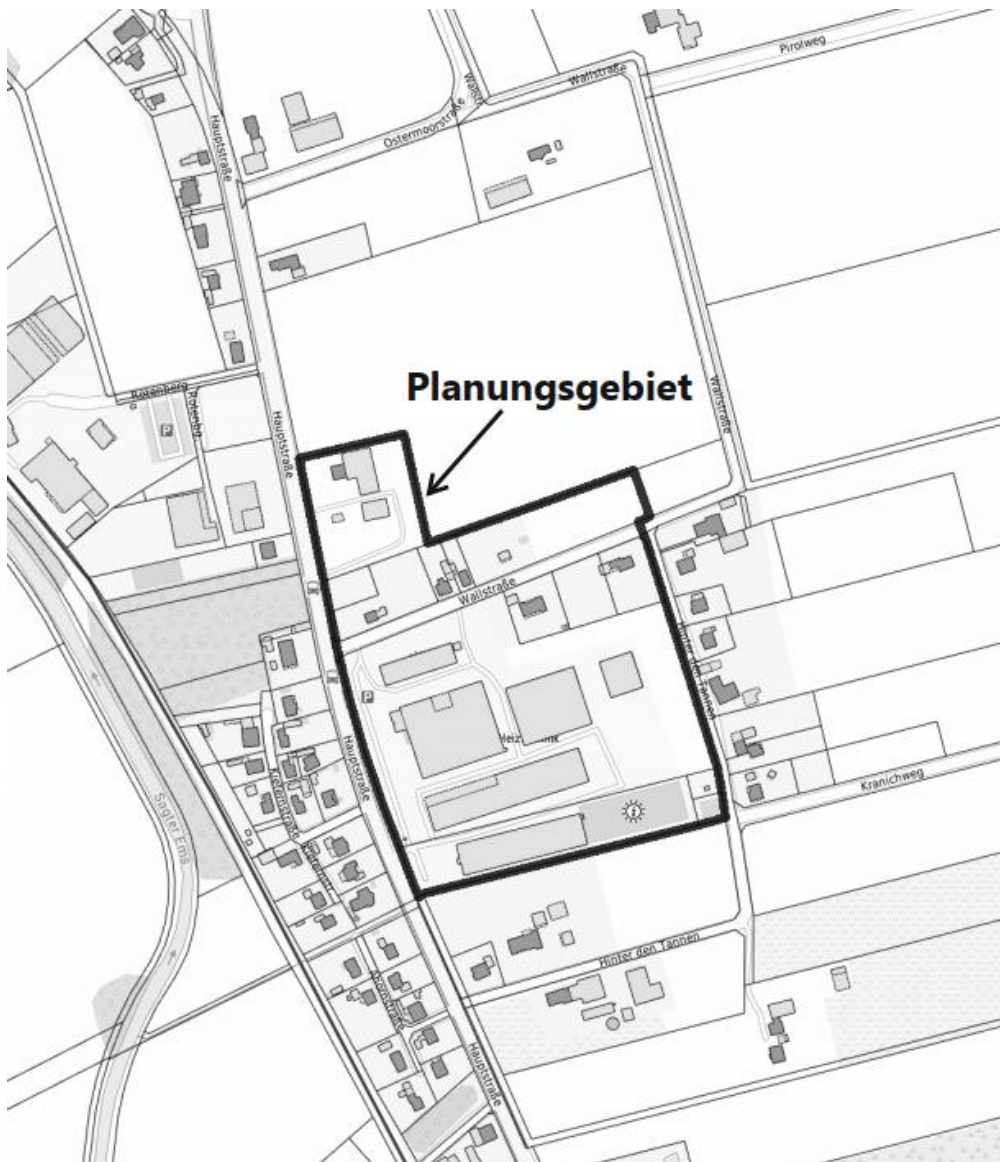 Pirolweg
Wallstraße
Ostermoorstraße
Hauptstraße
Planungsgebiet
Wallstraße
Rotenberg
Hauptstraße
P
Wallstraße
P
Hinter den Tannen
Hauptstraße
Kranichweg
Sagter Ems
Hinter den Tannen
Ahornstraße
Hauptstraße